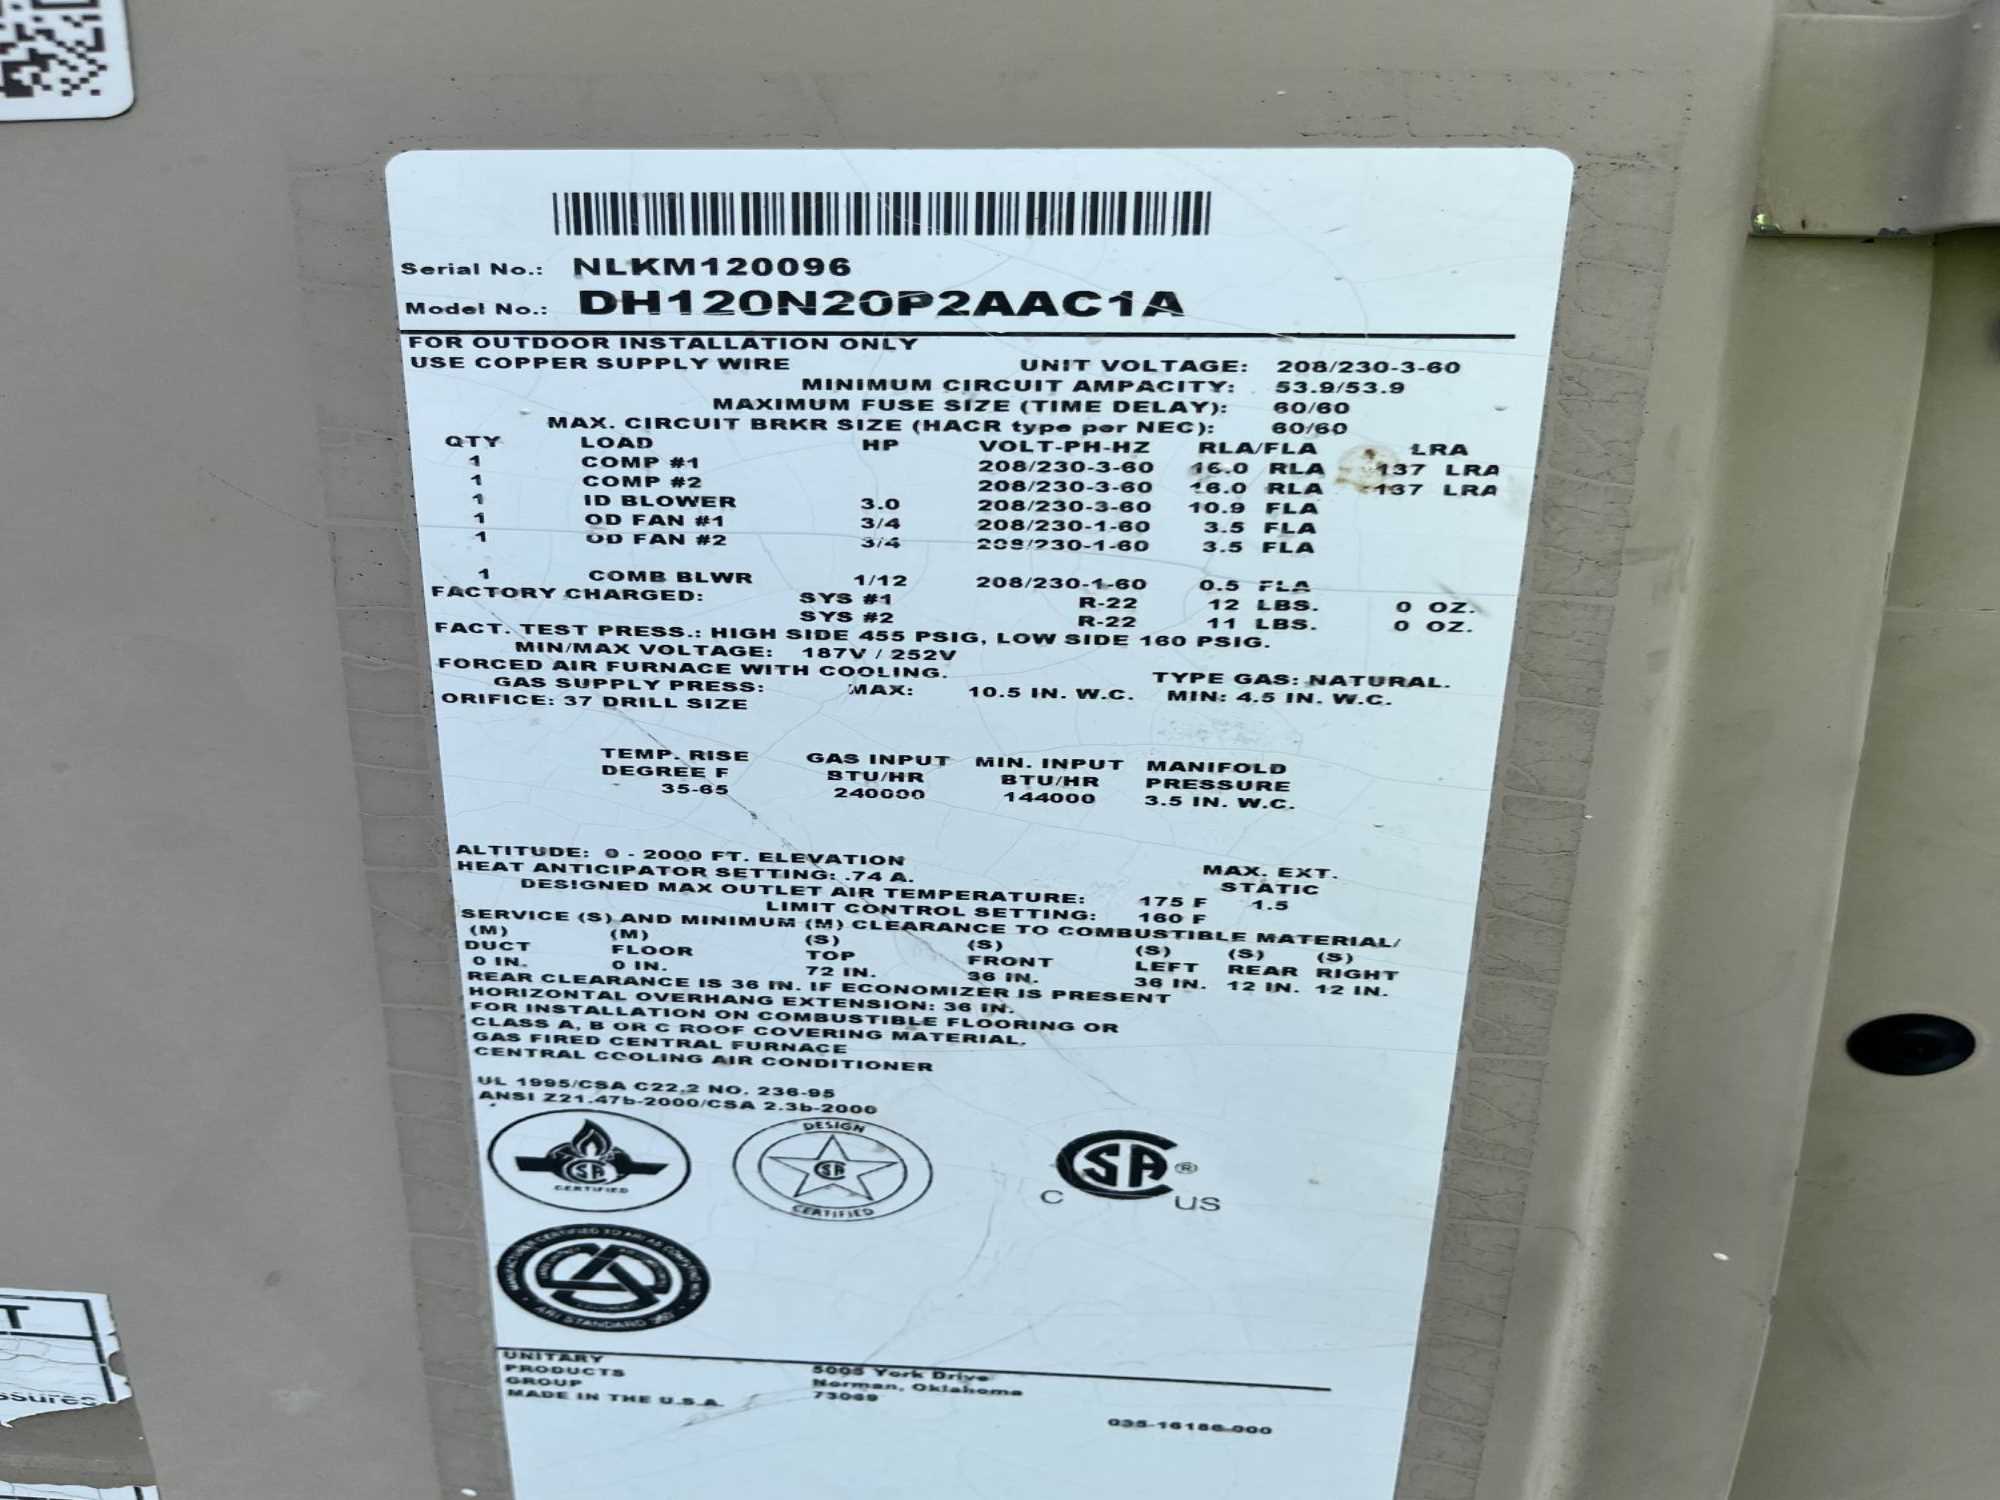 Serial No.: NLKM120096
Model No.: DH120N20P2AAC1A
FOR OUTDOOR INSTALLATION ONLY
USE COPPER SUPPLY WIRE UNIT VOLTAGE: 208/230-3-60
MINIMUM CIRCUIT AMPACITY: 53.9/53.9
MAXIMUM FUSE SIZE (TIME DELAY): 60/60
MAX. CIRCUIT BRKR SIZE (HACR type per NEC): 60/60
QTY LOAD HP VOLT-PH-HZ RLA/FLA LRA
1 COMP #1 208/230-3-60 16.0 RLA 137 LRA
1 COMP #2 208/230-3-60 16.0 RLA 137 LRA
1 ID BLOWER 3.0 208/230-3-60 10.9 FLA
1 OD FAN #1 3/4 208/230-1-60 3.5 FLA
1 OD FAN #2 3/4 208/230-1-60 3.5 FLA
1 COMB BLWR 1/12 208/230-1-60 0.5 FLA
FACTORY CHARGED: SYS #1 R-22 12 LBS. 0 OZ.
SYS #2 R-22 11 LBS. 0 OZ.
FACT. TEST PRESS.: HIGH SIDE 455 PSIG, LOW SIDE 160 PSIG.
MIN/MAX VOLTAGE: 187V / 252V
FORCED AIR FURNACE WITH COOLING. TYPE GAS: NATURAL.
GAS SUPPLY PRESS: MAX: 10.5 IN. W.C. MIN: 4.5 IN. W.C.
ORIFICE: 37 DRILL SIZE
TEMP. RISE GAS INPUT MIN. INPUT MANIFOLD
DEGREE F BTU/HR BTU/HR PRESSURE
35-65 240000 144000 3.5 IN. W.C.
ALTITUDE: 0 - 2000 FT. ELEVATION MAX. EXT.
HEAT ANTICIPATOR SETTING: .74 A. STATIC
DESIGNED MAX OUTLET AIR TEMPERATURE: 175 F 1.5
LIMIT CONTROL SETTING: 160 F
SERVICE (S) AND MINIMUM (M) CLEARANCE TO COMBUSTIBLE MATERIAL/
(M) (M) (S) (S) (S) (S) (S)
DUCT FLOOR TOP FRONT LEFT REAR RIGHT
0 IN. 0 IN. 72 IN. 36 IN. 36 IN. 12 IN. 12 IN.
REAR CLEARANCE IS 36 IN. IF ECONOMIZER IS PRESENT
HORIZONTAL OVERHANG EXTENSION: 36 IN.
FOR INSTALLATION ON COMBUSTIBLE FLOORING OR
CLASS A, B OR C ROOF COVERING MATERIAL.
GAS FIRED CENTRAL FURNACE
CENTRAL COOLING AIR CONDITIONER
UL 1995/CSA C22.2 NO. 236-95
ANSI Z21.47b-2000/CSA 2.3b-2000
SA CERTIFIED
DESIGN SA CERTIFIED
C SA ® US
MANUFACTURER CERTIFIED TO ARI AS COMPLYING WITH
ARI STANDARD
UNITARY
PRODUCTS 5005 York Drive
GROUP Norman, Oklahoma
MADE IN THE U.S.A. 73069
035-16186-000
T
ssures